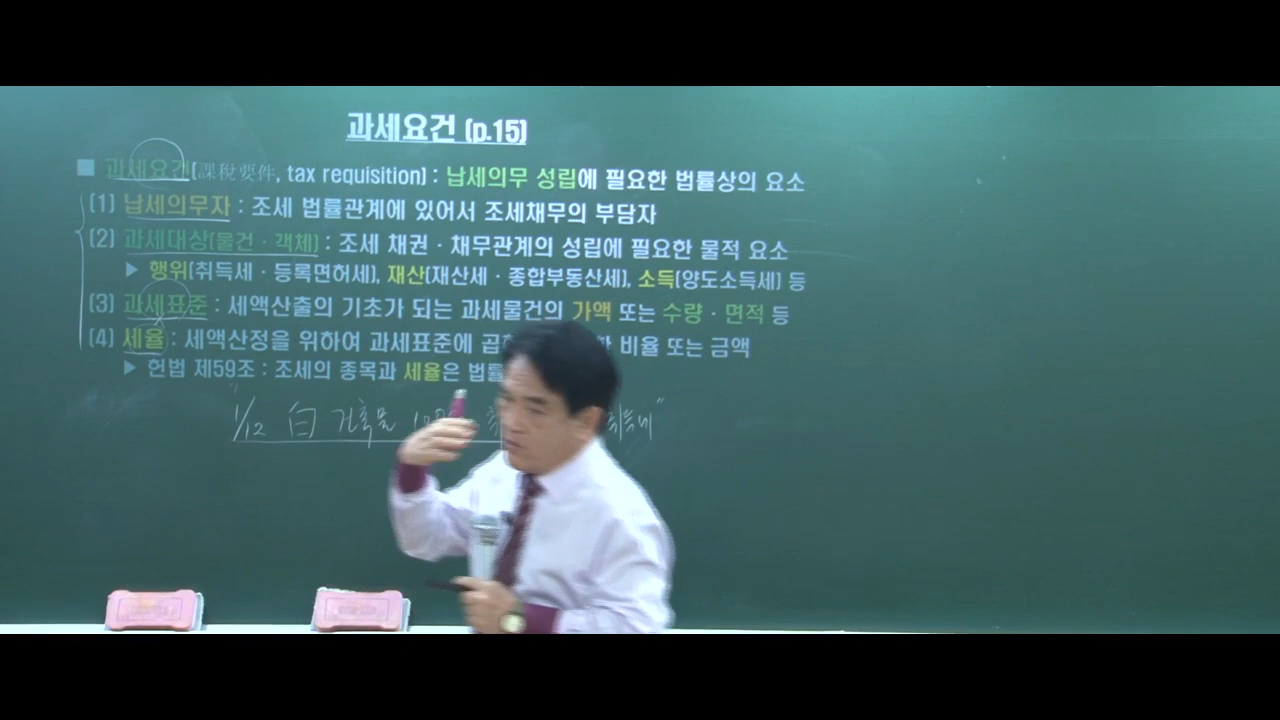 과세요건 (p.15)
■ 과세요건(課稅要件, tax requisition) : 납세의무 성립에 필요한 법률상의 요소
(1) 납세의무자 : 조세 법률관계에 있어서 조세채무의 부담자
(2) 과세대상(물건 · 객체) : 조세 채권 · 채무관계의 성립에 필요한 물적 요소
▶ 행위(취득세 · 등록면허세), 재산(재산세 · 종합부동산세), 소득(양도소득세) 등
(3) 과세표준 : 세액산출의 기초가 되는 과세물건의 가액 또는 수량 · 면적 등
(4) 세율 : 세액산정을 위하여 과세표준에 비율 또는 금액
▶ 헌법 제59조 : 조세의 종목과 세율은
1/12 白 건축물